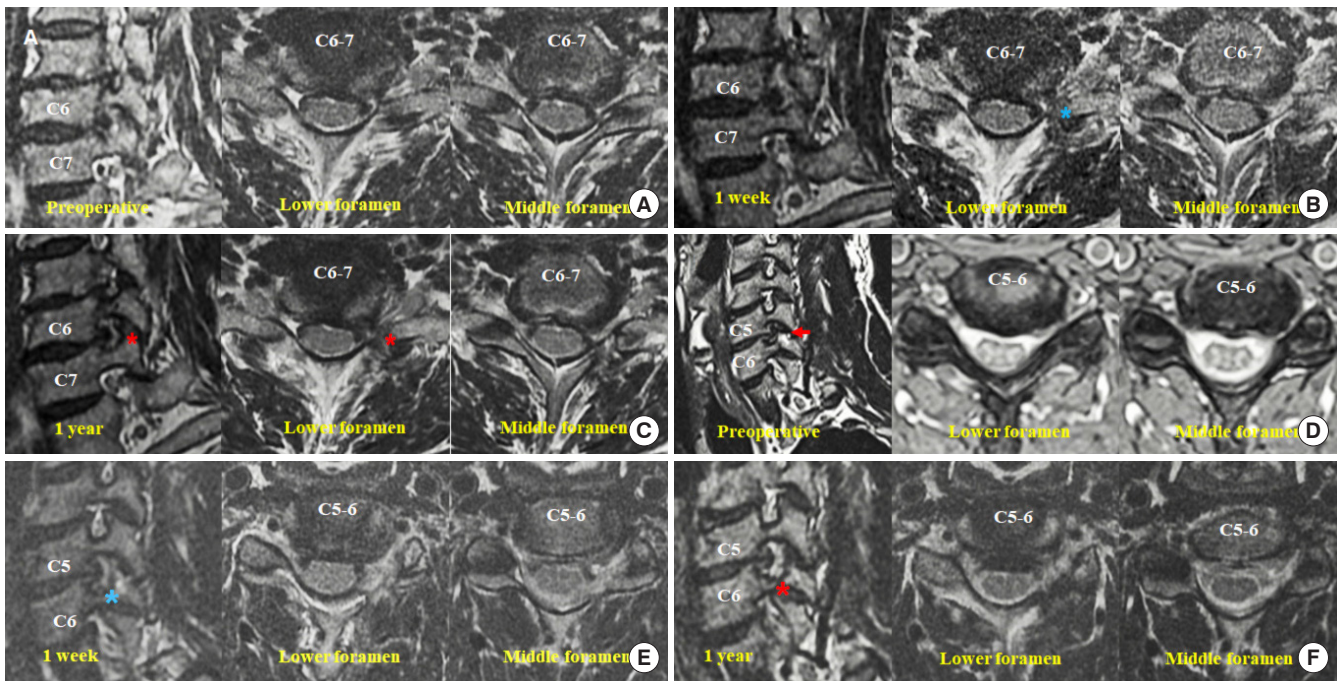 A
C6
C7
Preoperative
C6-7
Lower foramen
C6-7
Middle foramen
A
C6
C7
1 week
C6-7
*
Lower foramen
C6-7
Middle foramen
B
C6
*
C7
1 year
C6-7
*
Lower foramen
C6-7
Middle foramen
C
C5
C6
Preoperative
C5-6
Lower foramen
C5-6
Middle foramen
D
C5
*
C6
1 week
C5-6
Lower foramen
C5-6
Middle foramen
E
C5
*
C6
1 year
C5-6
Lower foramen
C5-6
Middle foramen
F